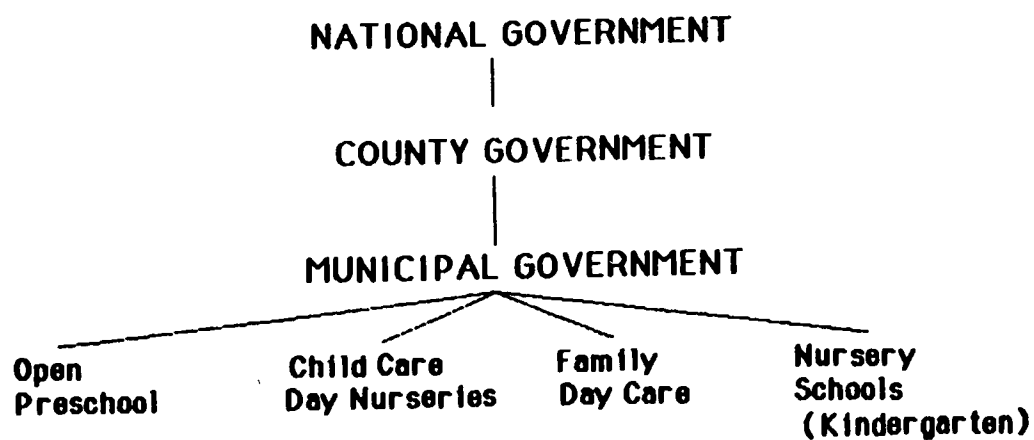 NATIONAL GOVERNMENT
COUNTY GOVERNMENT
MUNICIPAL GOVERNMENT
Open
Preschool
Child Care
Day Nurseries
Family
Day Care
Nursery
Schools
(Kindergarten)